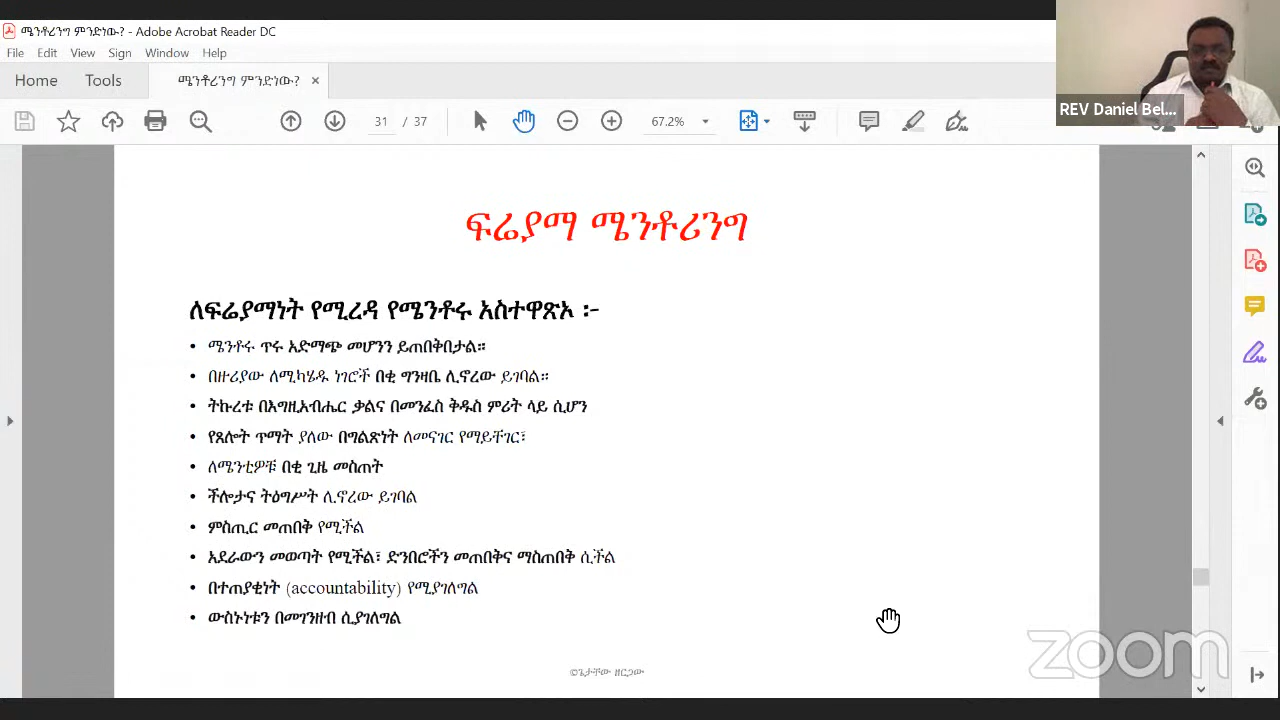 ሜንቶሪንግ ምንድነው? - Adobe Acrobat Reader DC
File Edit View Sign Window Help
Home Tools ሜንቶሪንግ ምንድነው? ×
31 / 37 67.2%
REV Daniel Bel...
ፍሬያማ ሜንቶሪንግ
ለፍሬያማነት የሚረዳ የሜንቶሩ አስተዋጽኦ ፡-
• ሜንቶሩ ጥሩ አድማጭ መሆንን ይጠበቅበታል።
• በዙሪያው ለሚካሄዱ ነገሮች በቂ ግንዛቤ ሊኖረው ይገባል።
• ትኩረቱ በእግዚአብሔር ቃልና በመንፈስ ቅዱስ ምሪት ላይ ሲሆን
• የጸሎት ጥማት ያለው በግልጽነት ለመናገር የማይቸገር፣
• ለሜንቲዎቹ በቂ ጊዜ መስጠት
• ችሎታና ትዕግሥት ሊኖረው ይገባል
• ምስጢር መጠበቅ የሚችል
• አደራውን መወጣት የሚችል፣ ድንበሮችን መጠበቅና ማስጠበቅ ሲችል
• በተጠያቂነት (accountability) የሚያገለግል
• ውስኑነቱን በመገንዘብ ሲያገለግል
©ጌታቸው ዘርጋው
zoom